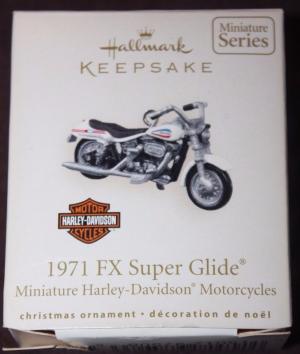 Hallmark
KEEPSAKE
Miniature
Series
MOTOR
HARLEY-DAVIDSON
CYCLES
1971 FX Super Glide®
Miniature Harley-Davidson® Motorcycles
christmas ornament • décoration de noël